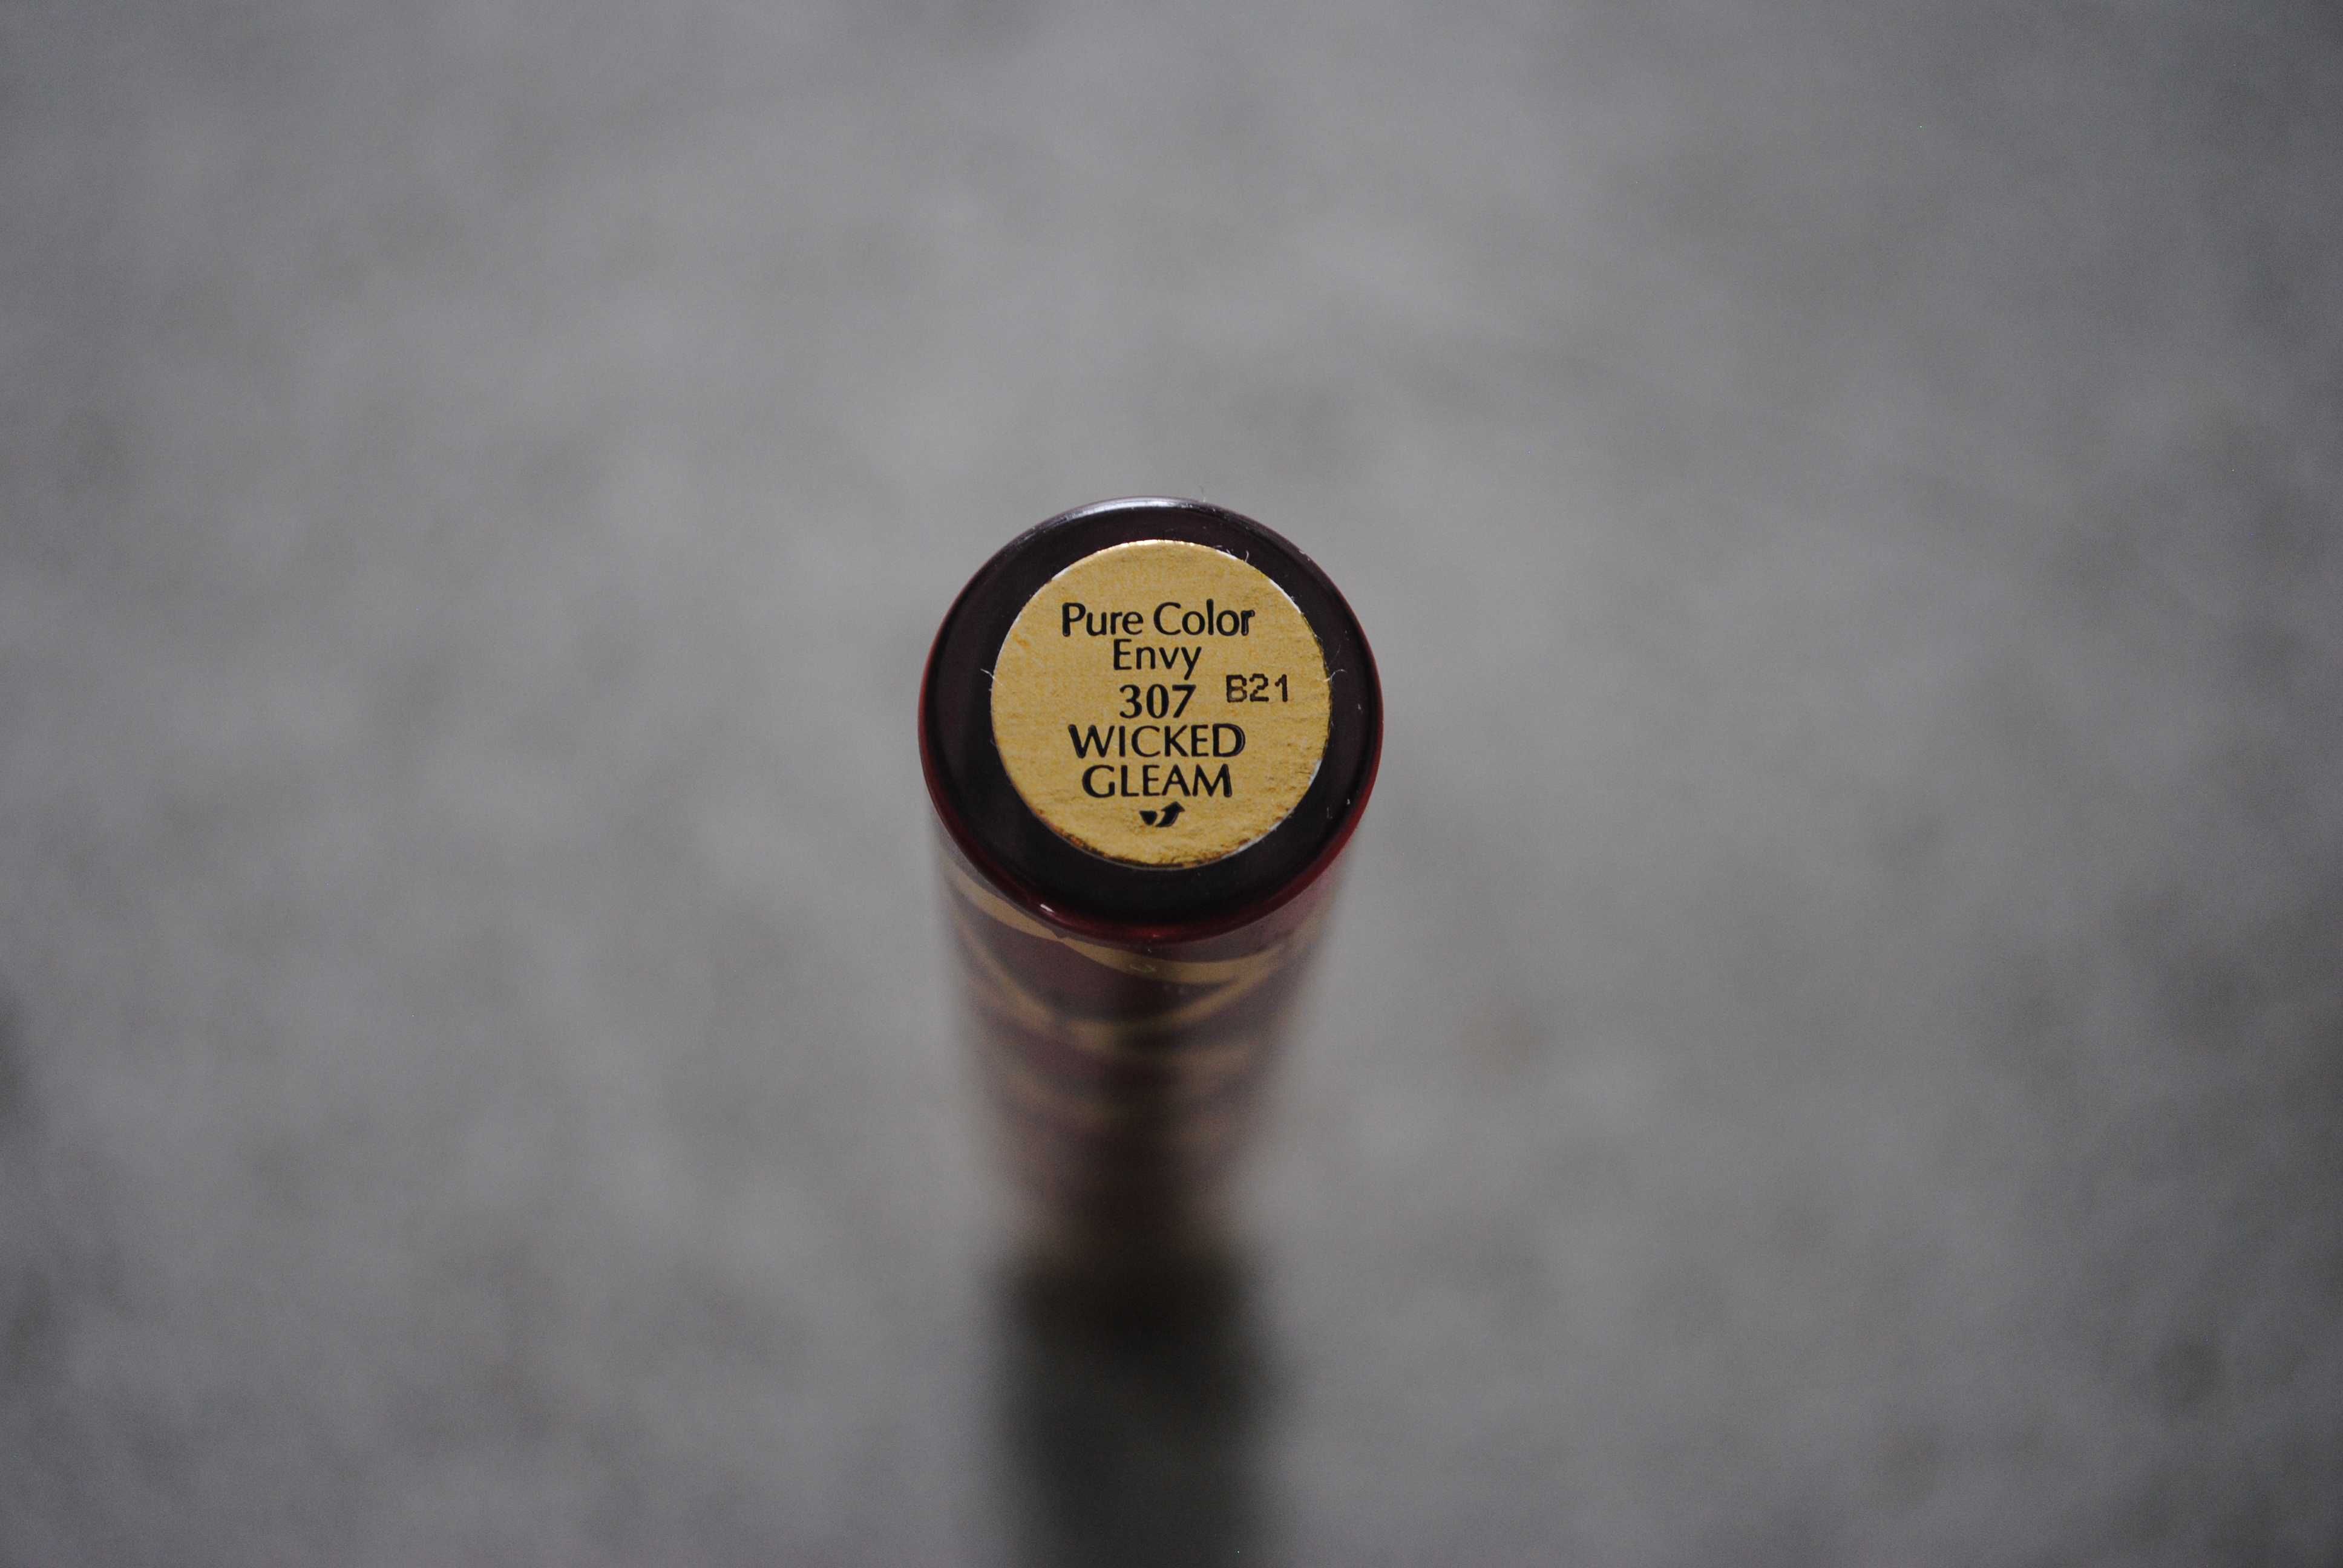 Pure Color
Envy
307 B21
WICKED
GLEAM